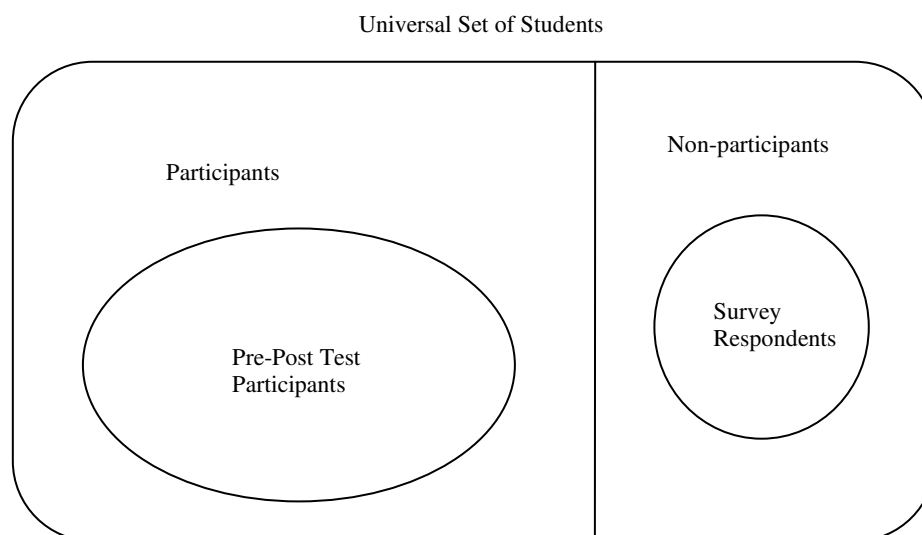 Universal Set of Students
Participants
Non-participants
Pre-Post Test
Participants
Survey
Respondents